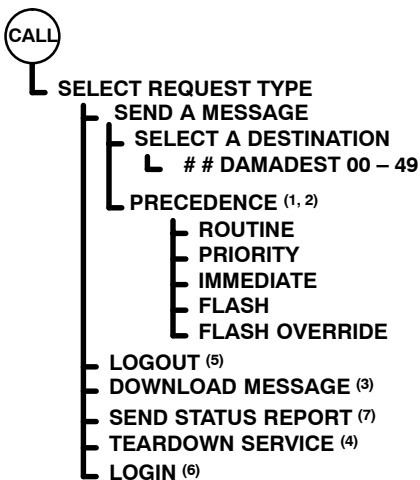 CALL
SELECT REQUEST TYPE
SEND A MESSAGE
SELECT A DESTINATION
# # DAMADEST 00 – 49
PRECEDENCE (1, 2)
ROUTINE
PRIORITY
IMMEDIATE
FLASH
FLASH OVERRIDE
LOGOUT (5)
DOWNLOAD MESSAGE (3)
SEND STATUS REPORT (7)
TEARDOWN SERVICE (4)
LOGIN (6)